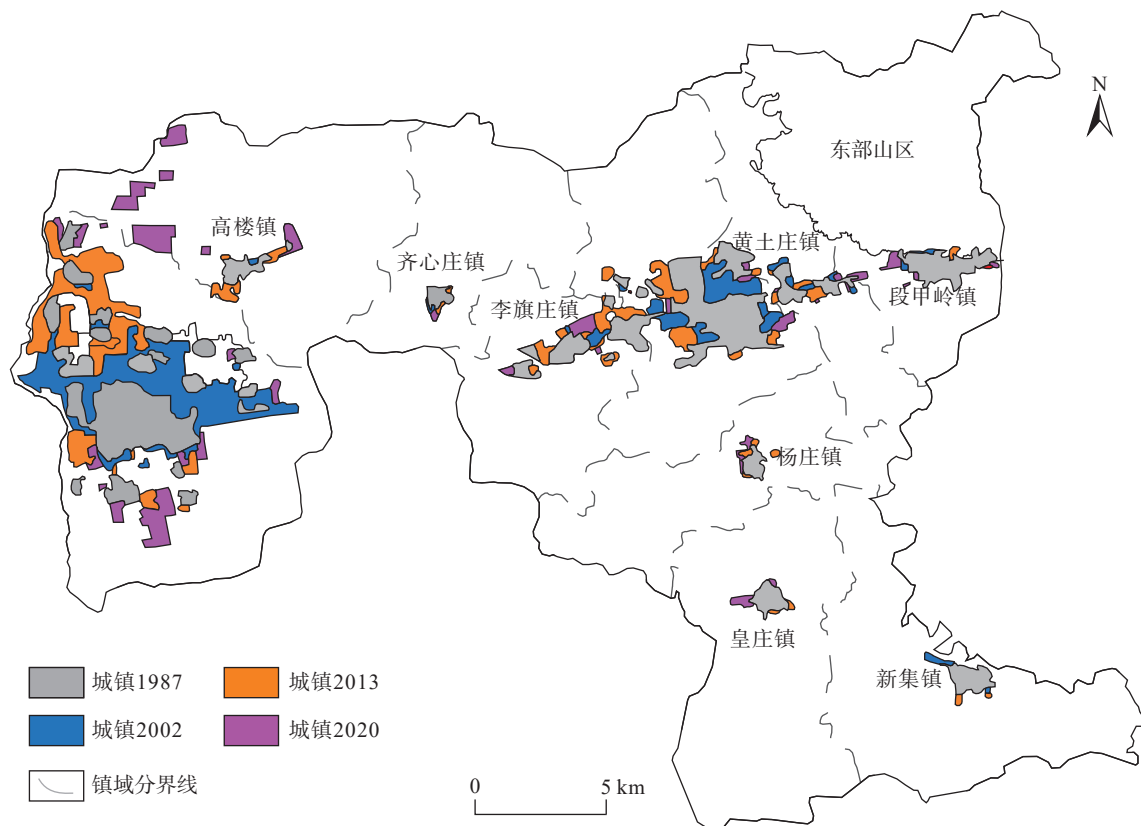 N
东部山区
高楼镇
黄土庄镇
齐心庄镇
段甲岭镇
李旗庄镇
杨庄镇
皇庄镇
新集镇
城镇1987
城镇2013
城镇2002
城镇2020
镇域分界线
0
5 km